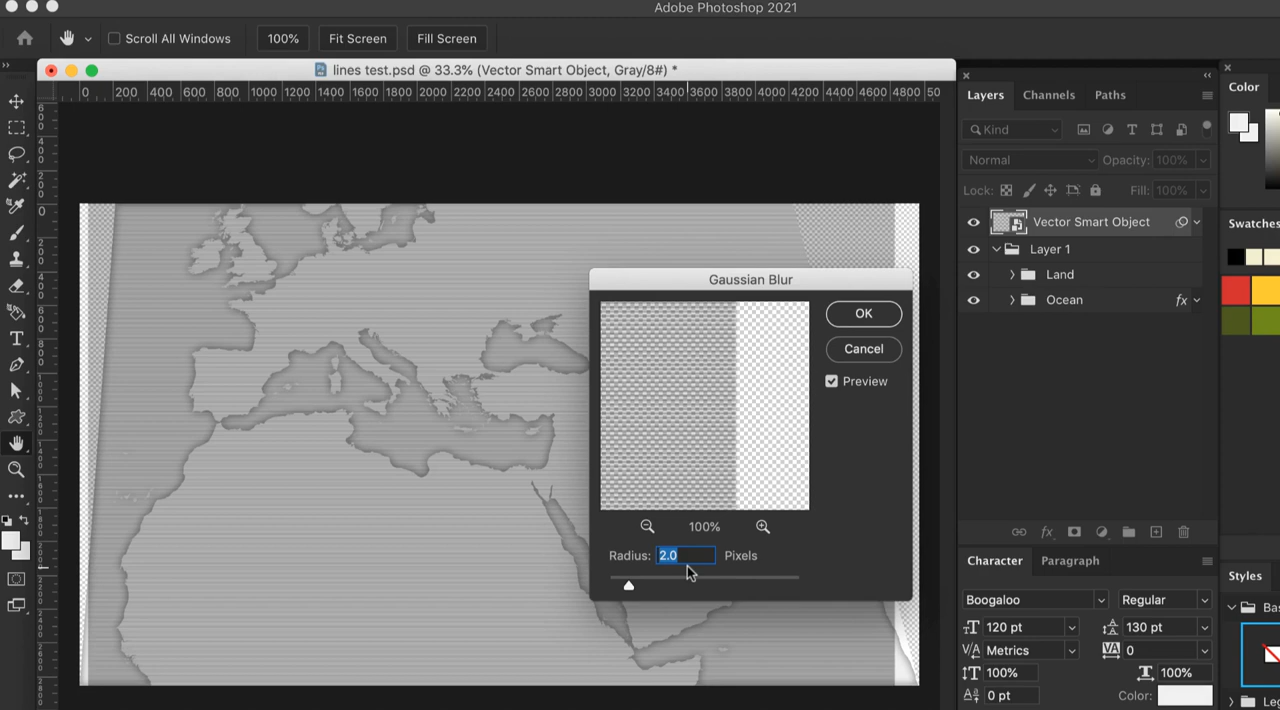 Adobe Photoshop 2021
Scroll All Windows 100% Fit Screen Fill Screen
lines test.psd @ 33.3% (Vector Smart Object, Gray/8#) *
0 200 400 600 800 1000 1200 1400 1600 1800 2000 2200 2400 2600 2800 3000 3200 3400 3600 3800 4000 4200 4400 4600 4800 50
Layers Channels Paths
Color
Kind
Normal Opacity: 100%
Lock: Fill: 100%
Vector Smart Object
Swatches
Layer 1
Land
Ocean fx
Gaussian Blur
OK
Cancel
Preview
100%
Radius: 2.0 Pixels
fx
Character Paragraph
Styles
Boogaloo Regular
Bas
120 pt 130 pt
Metrics 0
100% 100%
0 pt Color:
Leg